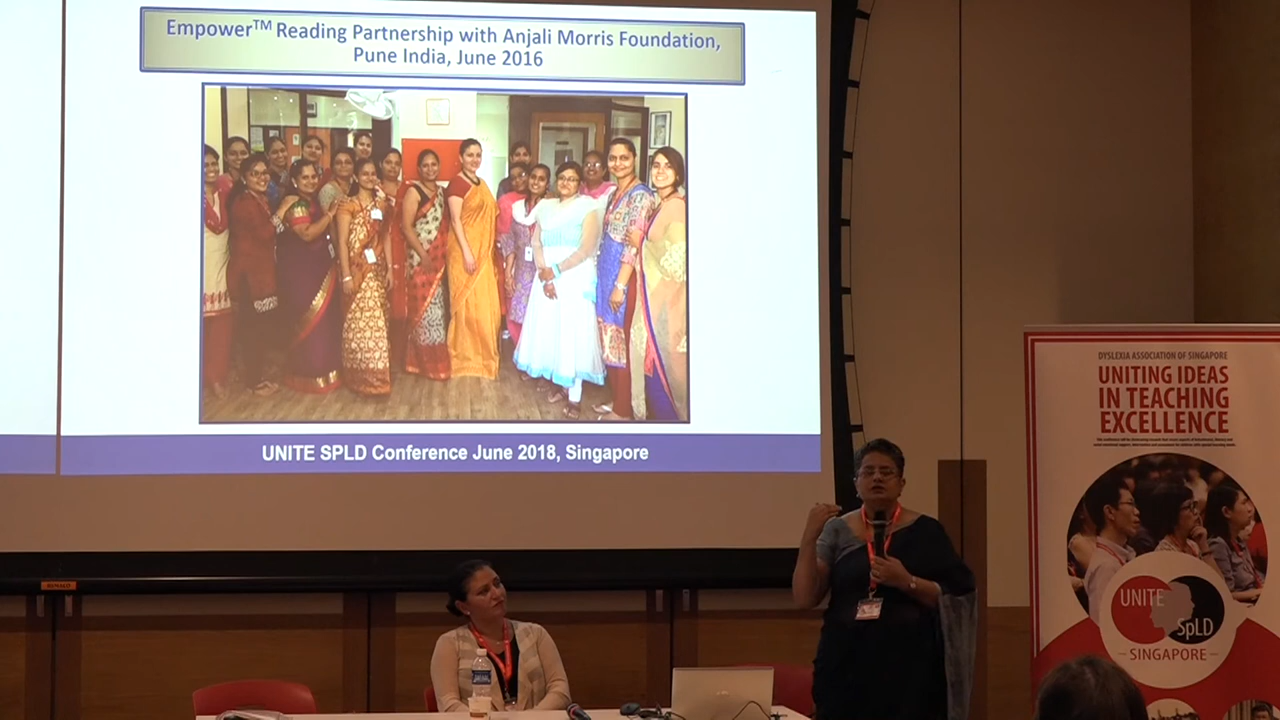 Empower™ Reading Partnership with Anjali Morris Foundation,
Pune India, June 2016
UNITE SPLD Conference June 2018, Singapore
DYSLEXIA ASSOCIATION OF SINGAPORE
UNITING IDEAS
IN TEACHING
EXCELLENCE
UNITE
SpLD
- SINGAPORE -